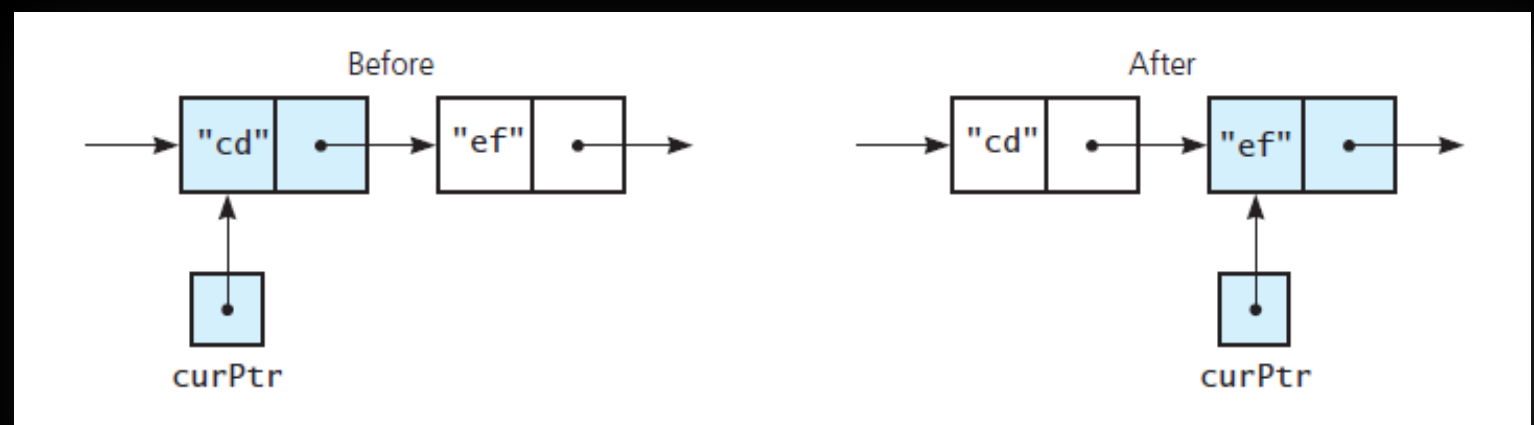 Before
After
"cd"
"ef"
"cd"
"ef"
curPtr
curPtr